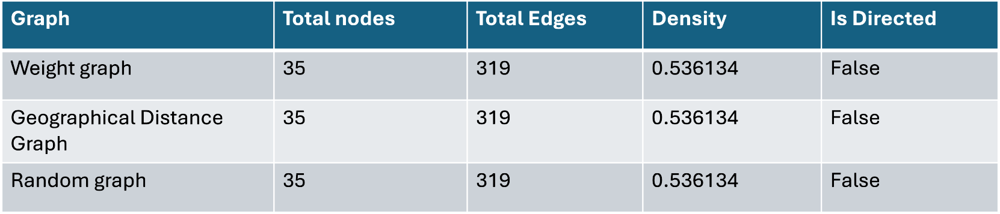 Graph Total nodes Total Edges Density Is Directed
Weight graph 35 319 0.536134 False
Geographical Distance 35 319 0.536134 False
Graph
Random graph 35 319 0.536134 False